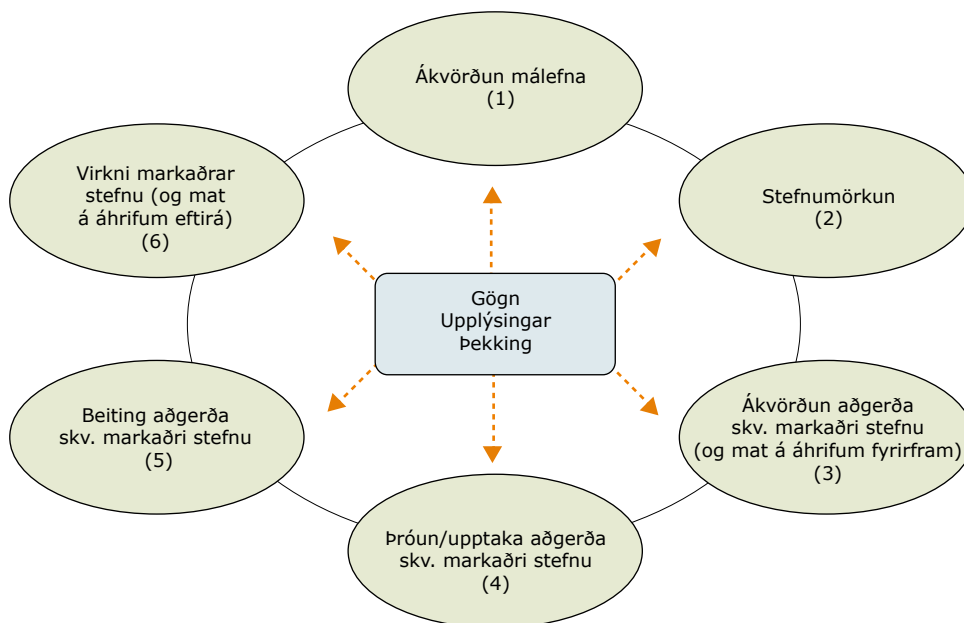 Ákvörðun málefna
(1)
Stefnumörkun
(2)
Ákvörðun aðgerða
skv. markaðri stefnu
(og mat á áhrifum fyrirfram)
(3)
Þróun/upptaka aðgerða
skv. markaðri stefnu
(4)
Beiting aðgerða
skv. markaðri stefnu
(5)
Virkni markaðrar
stefnu (og mat
á áhrifum eftirá)
(6)
Gögn
Upplýsingar
Þekking